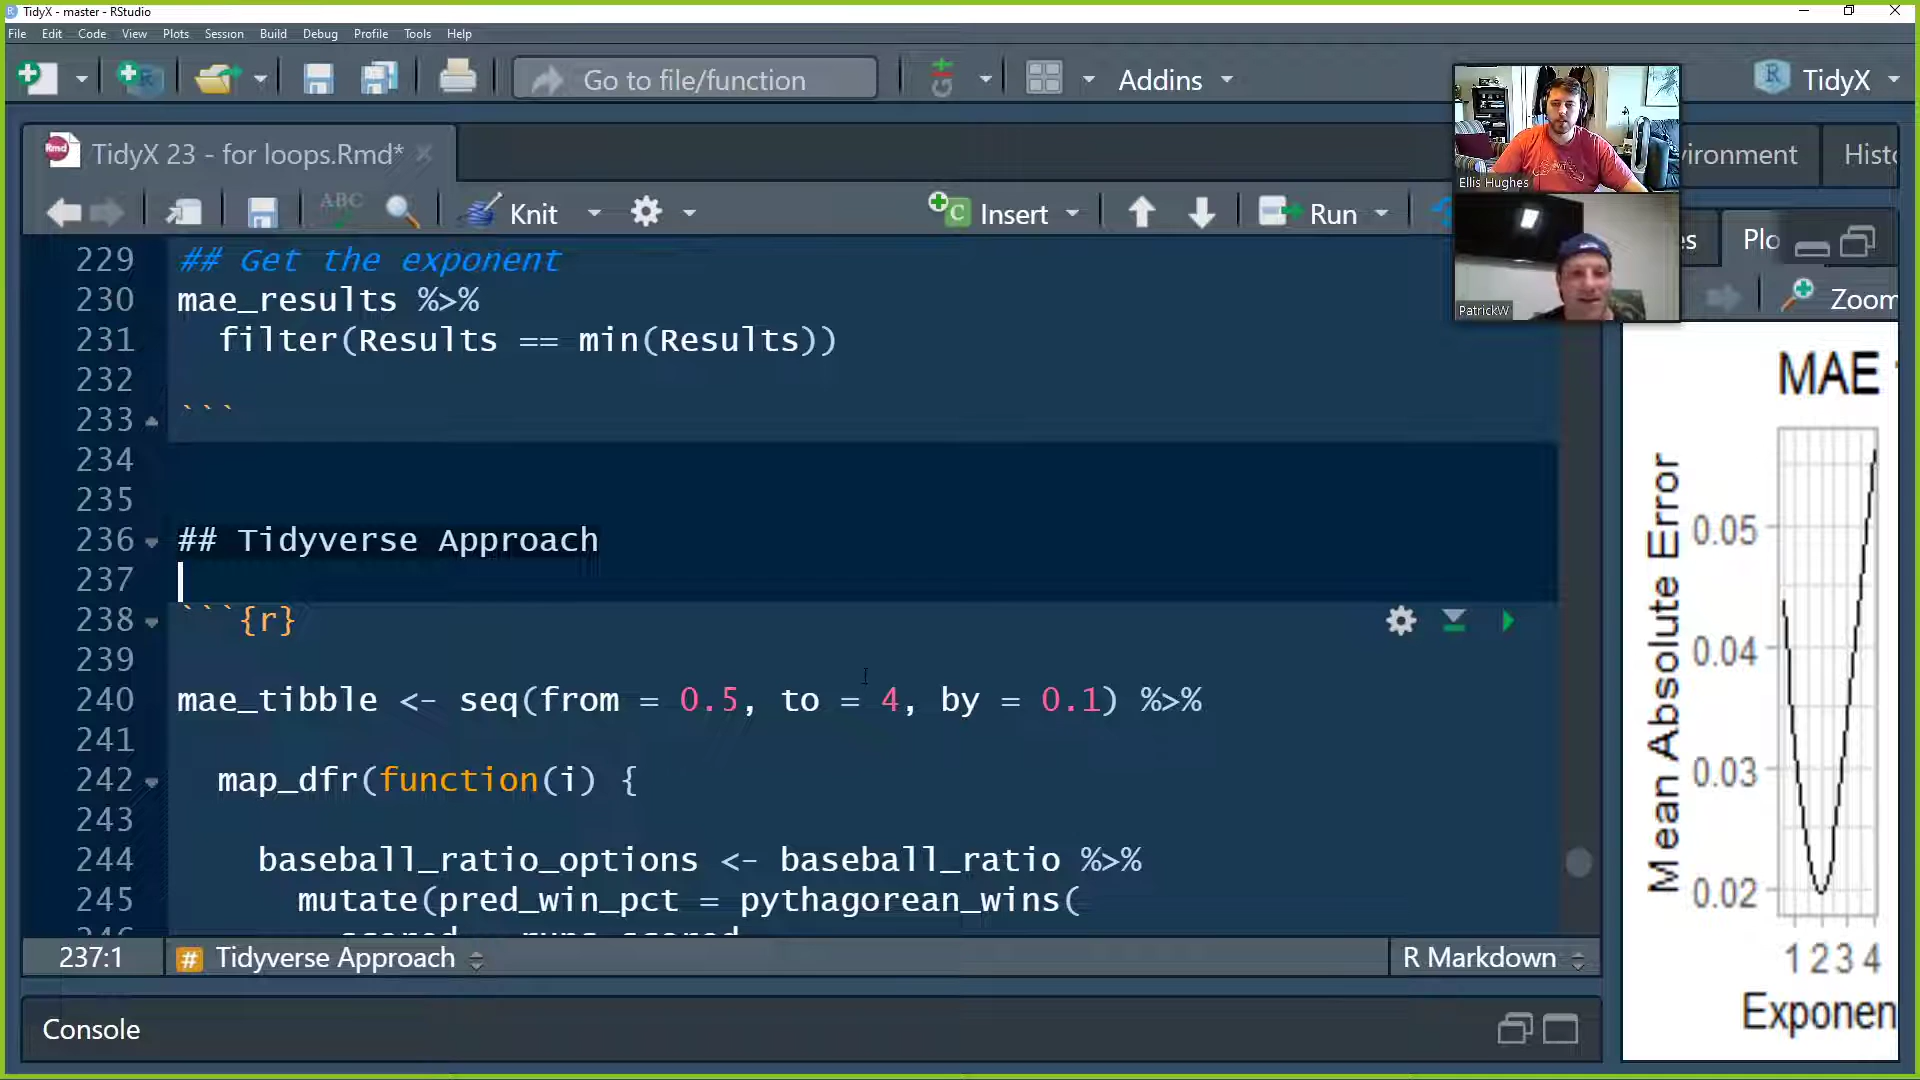 TidyX - master - RStudio
File Edit Code View Plots Session Build Debug Profile Tools Help
Go to file/function
Addins
TidyX
TidyX 23 - for loops.Rmd*
Ellis Hughes
PatrickW
vironment
Histo
ABC
Knit
Insert
Run
es
Plo
Zoom
229 ## Get the exponent
230 mae_results %>%
231 filter(Results == min(Results))
232
233 ```
234
235
236 ## Tidyverse Approach
237
238 ```{r}
239
240 mae_tibble <- seq(from = 0.5, to = 4, by = 0.1) %>%
241
242 map_dfr(function(i) {
243
244 baseball_ratio_options <- baseball_ratio %>%
245 mutate(pred_win_pct = pythagorean_wins(
237:1
# Tidyverse Approach
R Markdown
Console
MAE
Mean Absolute Error
0.05
0.04
0.03
0.02
1 2 3 4
Exponen